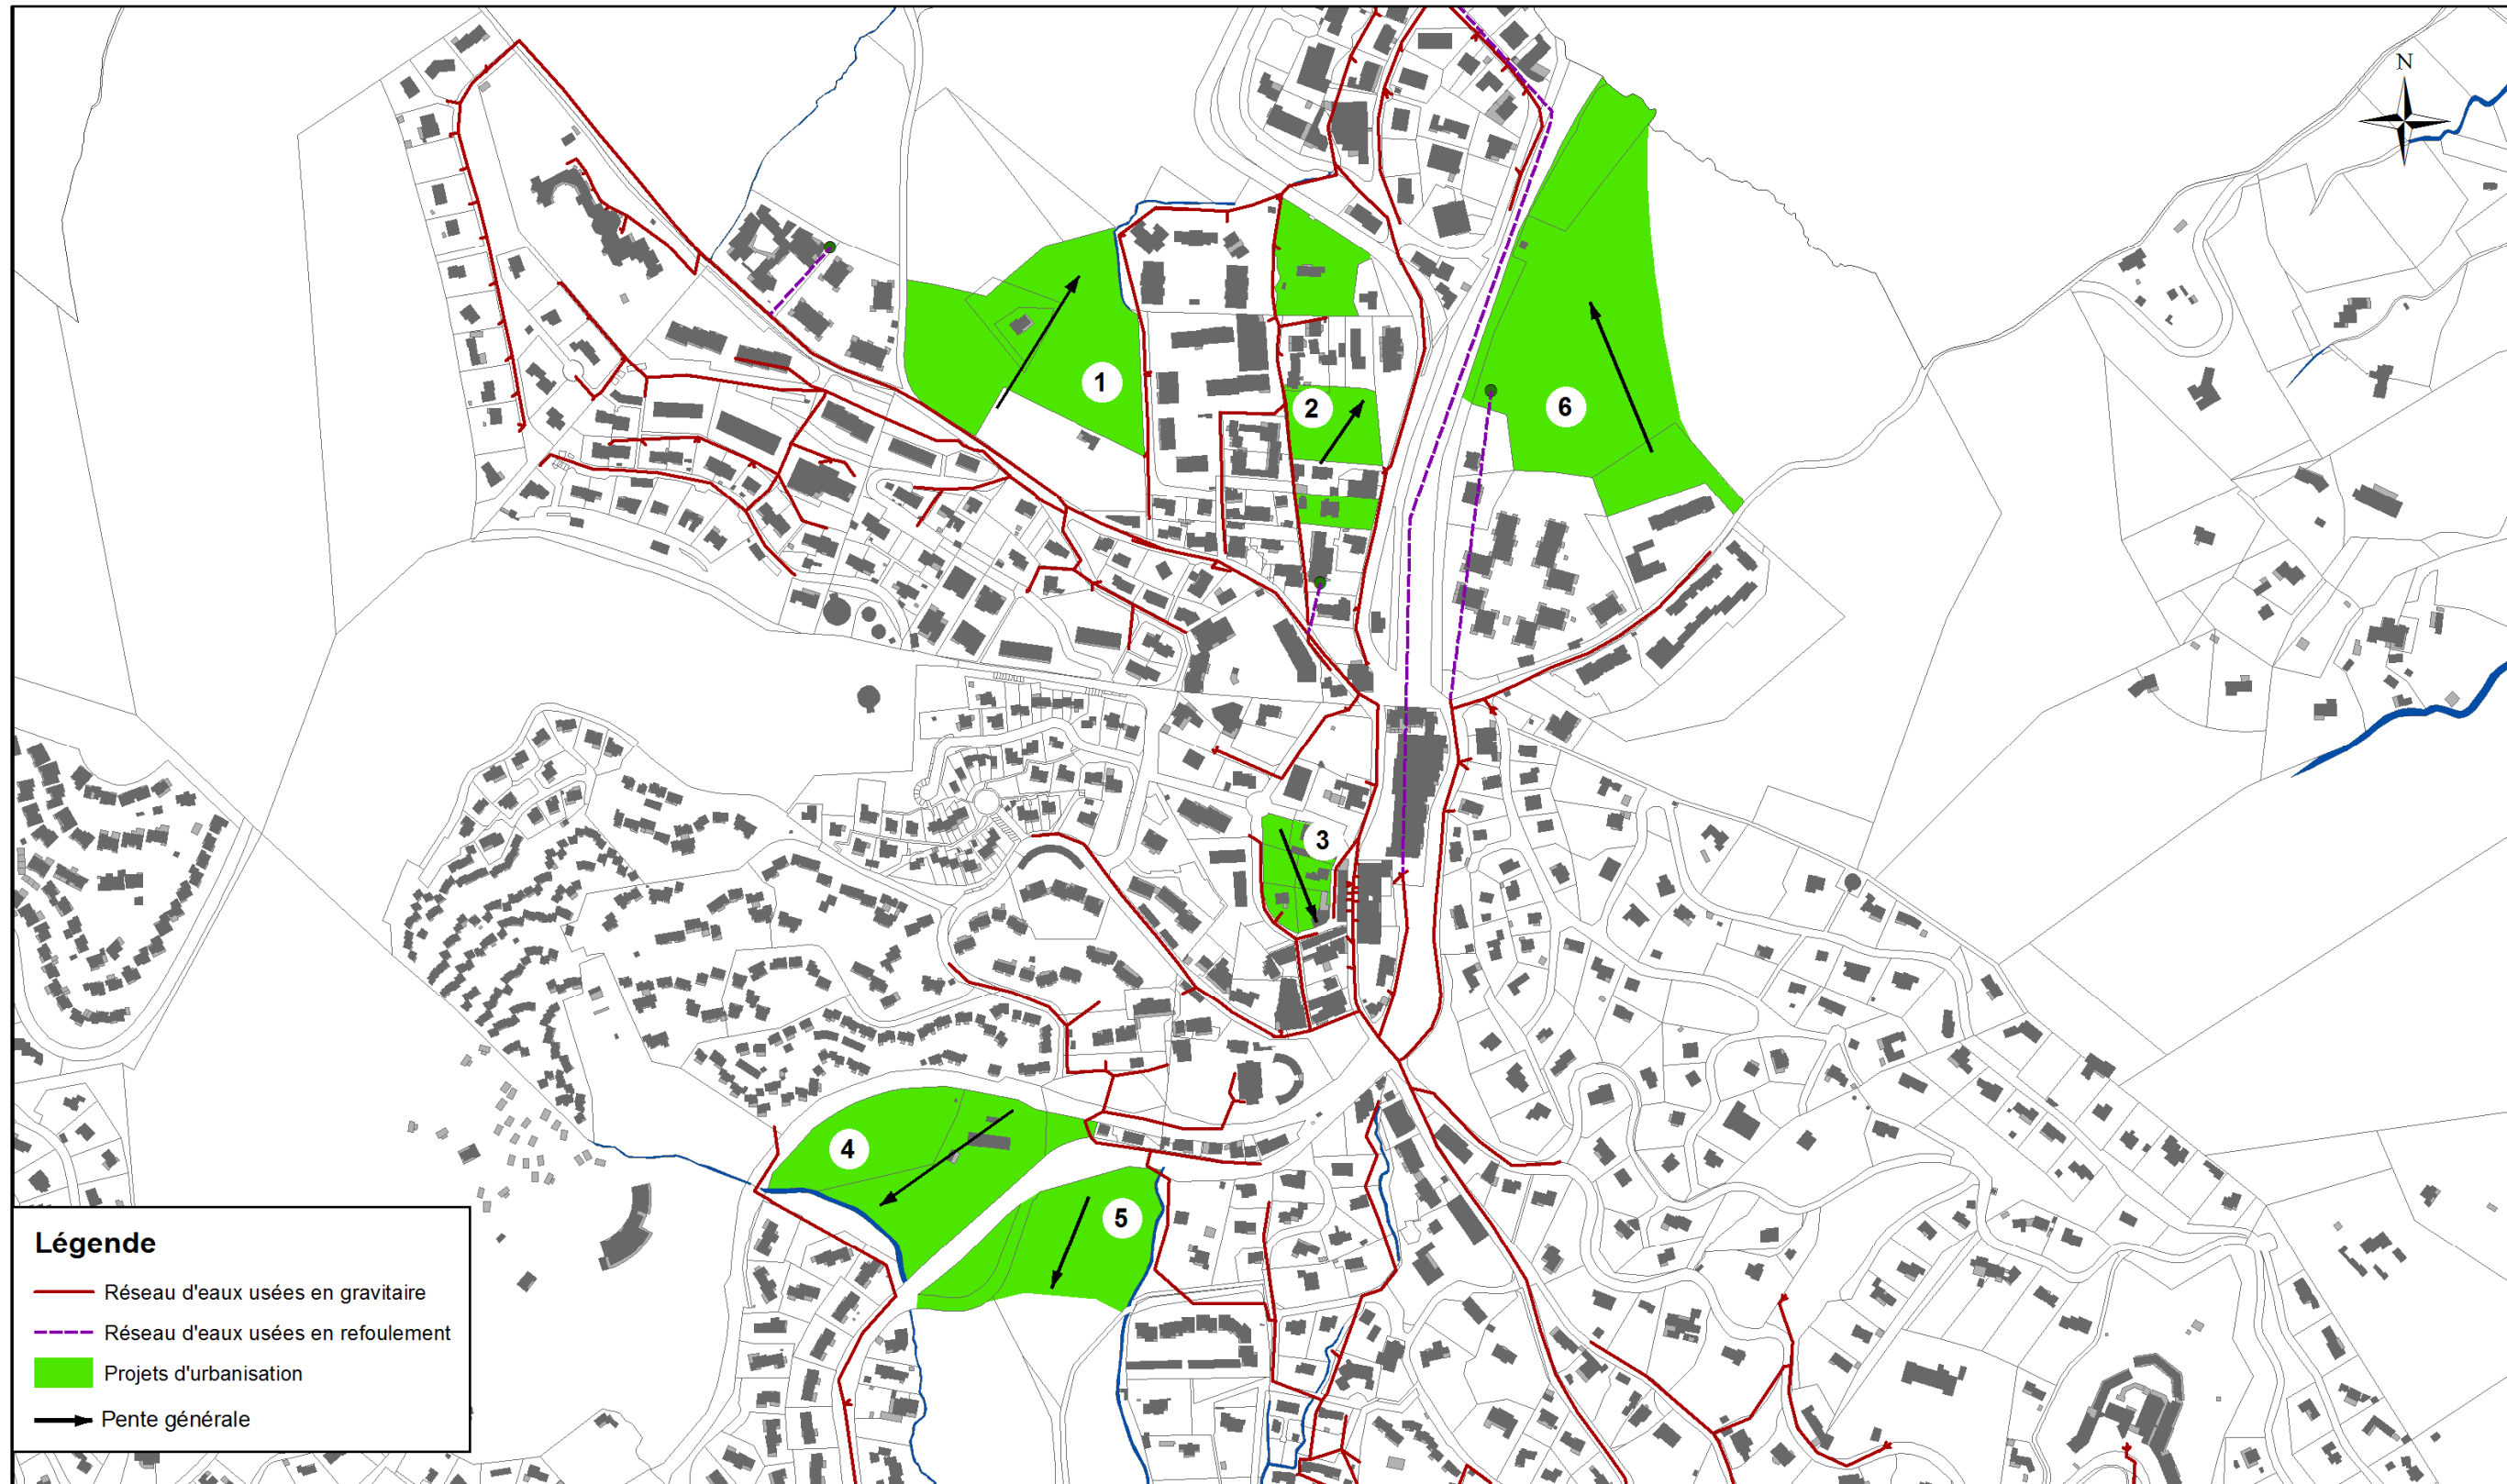 N
1
2
6
3
4
5
Légende
Réseau d'eaux usées en gravitaire
Réseau d'eaux usées en refoulement
Projets d'urbanisation
Pente générale